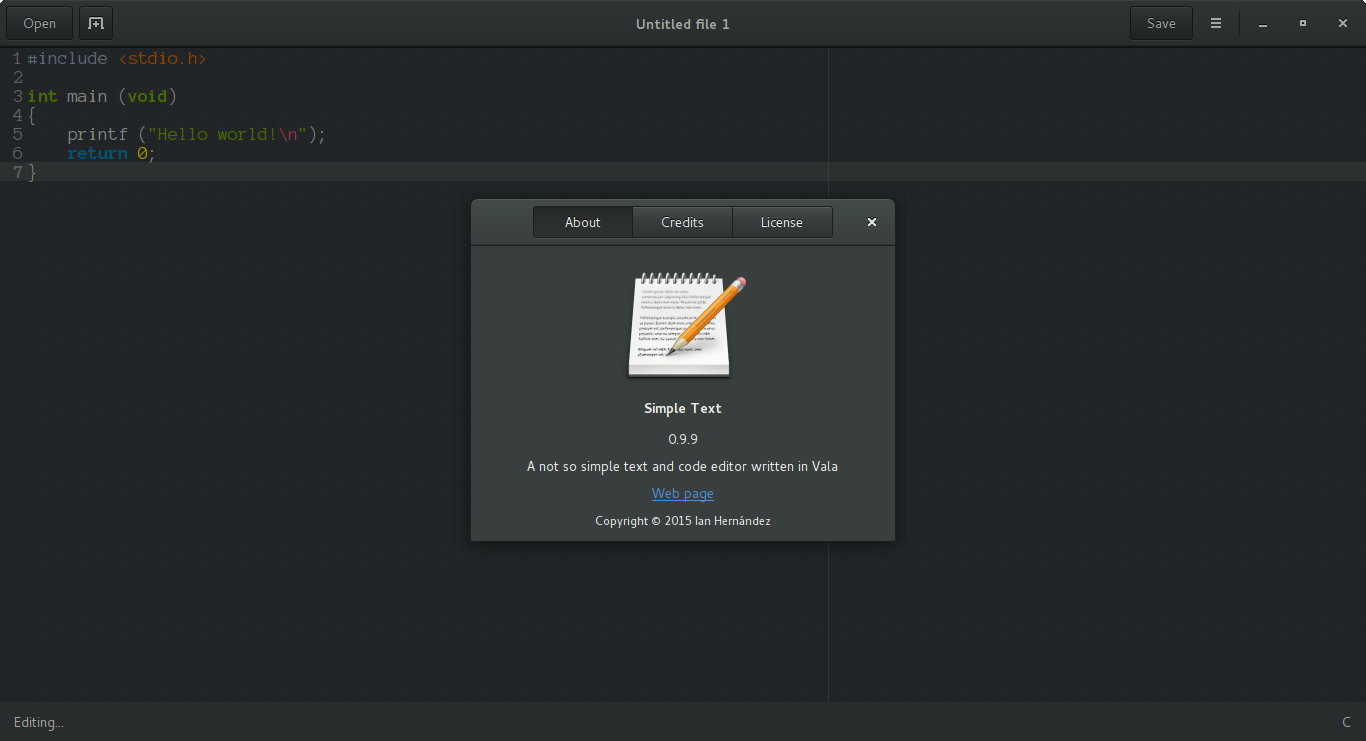 Open
Untitled file 1
Save
1 #include <stdio.h>
2
3 int main (void)
4 {
5     printf ("Hello world!\n");
6     return 0;
7 }
About
Credits
License
Simple Text
0.9.9
A not so simple text and code editor written in Vala
Web page
Copyright © 2015 Ian Hernández
Editing...
C